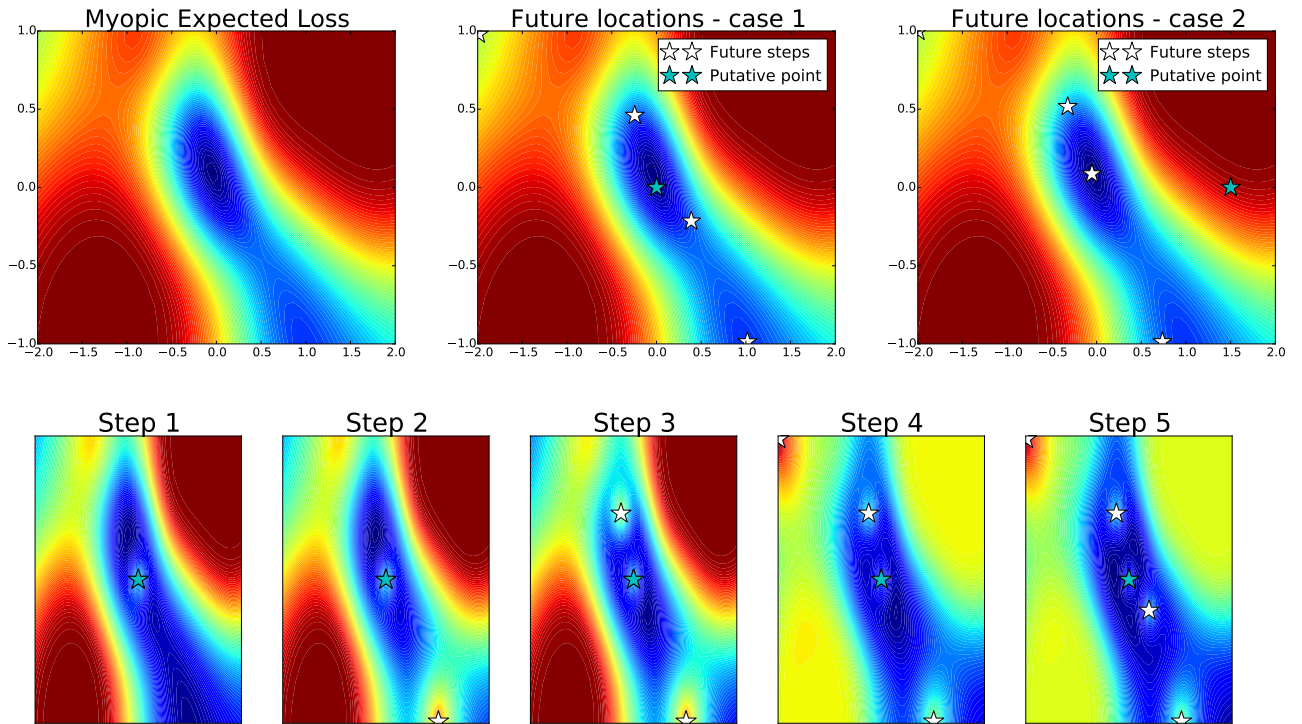 Myopic Expected Loss
1.0
0.5
0.0
−0.5
−1.0
−2.0 −1.5 −1.0 −0.5 0.0 0.5 1.0 1.5 2.0
Future locations - case 1
Future steps
Putative point
1.0
0.5
0.0
−0.5
−1.0
−2.0 −1.5 −1.0 −0.5 0.0 0.5 1.0 1.5 2.0
Future locations - case 2
Future steps
Putative point
1.0
0.5
0.0
−0.5
−1.0
−2.0 −1.5 −1.0 −0.5 0.0 0.5 1.0 1.5 2.0
Step 1
Step 2
Step 3
Step 4
Step 5